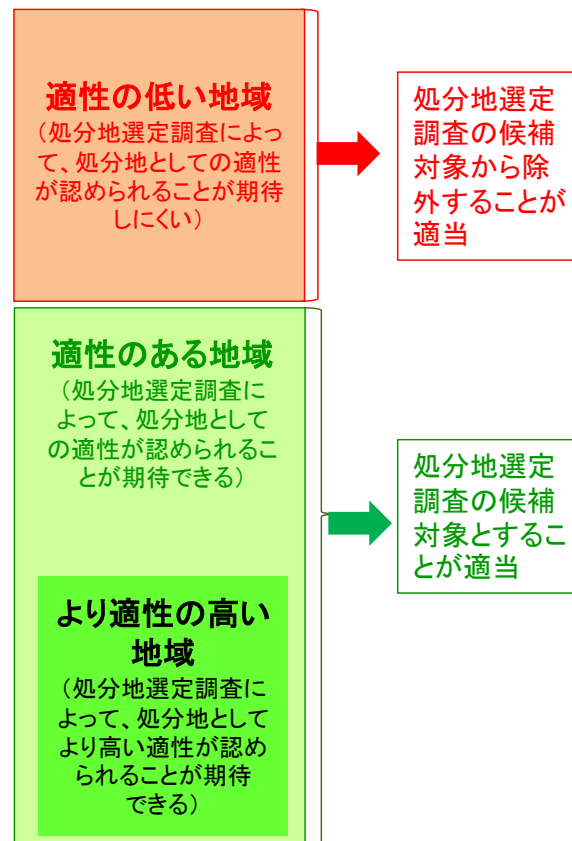 適性の低い地域
（処分地選定調査によっ
て、処分地としての適性
が認められることが期待
しにくい）
処分地選定
調査の候補
対象から除
外することが
適当
適性のある地域
（処分地選定調査に
よって、処分地として
の適性が認められるこ
とが期待できる）
処分地選定
調査の候補
対象とするこ
とが適当
より適性の高い
地域
（処分地選定調査に
よって、処分地として
より高い適性が認め
られることが期待
できる）